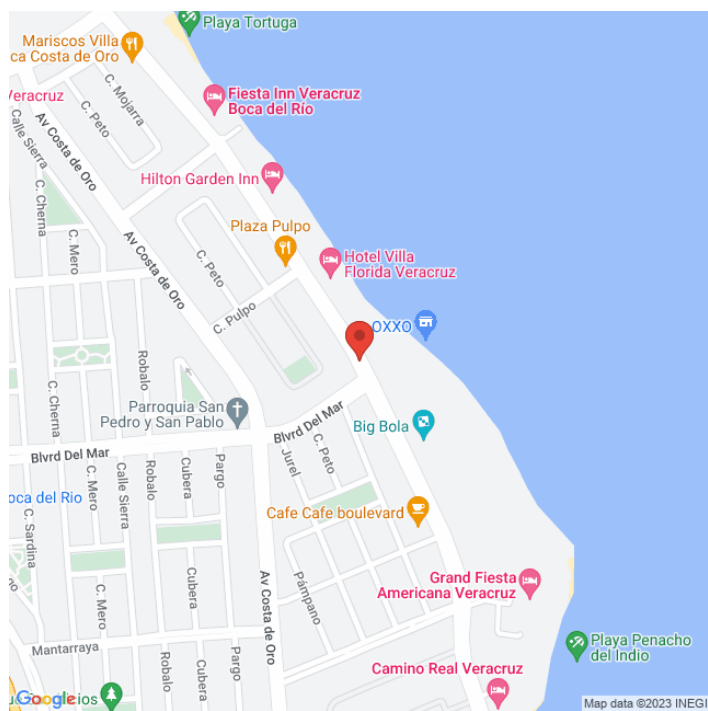 Playa Tortuga
Mariscos Villa
ca Costa de Oro
Fiesta Inn Veracruz
Boca del Río
Veracruz
C. Mojarra
C. Peto
Av Costa de Oro
Calle Sierra
C. Cherna
C. Mero
Hilton Garden Inn
Plaza Pulpo
Hotel Villa
Florida Veracruz
Av Costa de Oro
C. Peto
C. Pulpo
OXXO
Robalo
C. Cherna
Parroquia San
Pedro y San Pablo
Blvrd Del Mar
Big Bola
Blvrd Del Mar
C. Mero
Calle Sierra
Robalo
Cubera
Pargo
Jurel
C. Peto
Boca del Rio
C. Sardina
Cafe Cafe boulevard
Grand Fiesta
Americana Veracruz
Av Costa de Oro
Pámpano
C. Mero
Cubera
Mantarraya
Robalo
Pargo
Playa Penacho
del Indio
Camino Real Veracruz
Google
Map data ©2023 INEGI